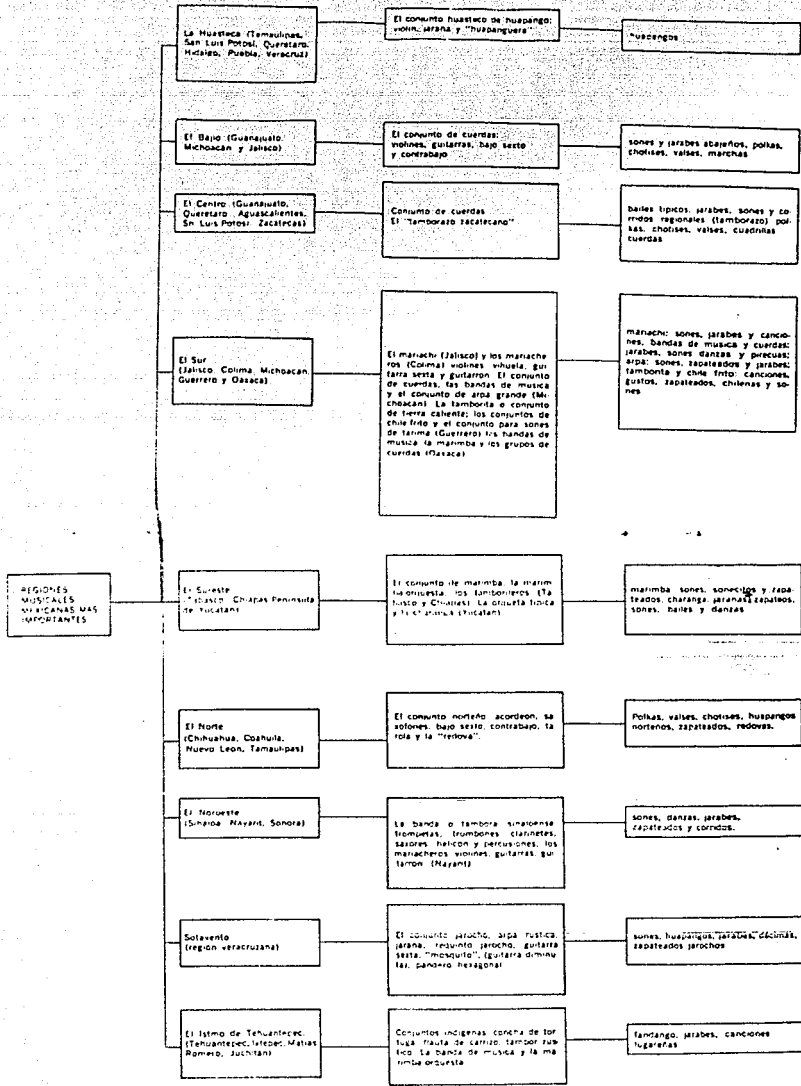 La Huasteca (Tamaulipas,
San Luis Potosí, Queretaro,
Hidalgo, Puebla, Veracruz)
El conjunto huasteco de huapango:
violin, jarana y "huapanguera"
huapangos
El Bajío (Guanajuato,
Michoacán y Jalisco)
El conjunto de cuerdas:
violines, guitarras, bajo sexto
y contrabajo
sones y jarabes abajeños, polkas,
chotises, valses, marchas
El Centro (Guanajuato,
Queretaro, Aguascalientes,
Sn Luis Potosí, Zacatecas)
Conjunto de cuerdas
El "tamborazo zacatecano"
bailes tipicos, jarabes, sones y co-
rridos regionales (tamborazo) pol-
kas, chotises, valses, cuadrillas
cuerdas
El Sur
(Jalisco, Colima, Michoacán,
Guerrero y Oaxaca)
El mariachi (Jalisco) y los mariache
ros (Colima) violines, vihuela, gui
tarra sexta y guitarron El conjunto
de cuerdas, las bandas de musica
y el conjunto de arpa grande (Mi-
choacan) La tamborita o conjunto
de tierra caliente; los conjuntos de
chile frito y el conjunto para sones
de tarima (Guerrero) las bandas de
musica la marimba y los grupos de
cuerdas (Oaxaca)
mariachi: sones, jarabes y cancio-
nes, bandas de musica y cuerdas:
jarabes, sones danzas y pirecuas;
arpa: sones, zapateados y jarabes;
tamborita y chile frito: canciones,
gustos, zapateados, chilenas y so-
nes
REGIONES
MUSICALES
MEXICANAS MAS
IMPORTANTES
El Sureste
(Tabasco, Chiapas Peninsula
de Yucatan)
El conjunto de marimba, la marim
ba orquesta, los tamborileros (Ta
basco y Chiapas). La orquesta tipica
y la charanga (Yucatan)
marimba sones, sonecitos y zapa-
teados, charanga, jaranas, zapateos,
sones, bailes y danzas
El Norte
(Chihuahua, Coahuila,
Nuevo León, Tamaulipas)
El conjunto norteño acordeon, sa
xofones, bajo sexto, contrabajo, ta
rola y la "redova".
Polkas, valses, chotises, huapangos
norteños, zapateados, redovas.
El Noroeste
(Sinaloa, Nayarit, Sonora)
La banda o tambora sinaloense
trompetas, trombones clarinetes,
saxores, helicon y percusiones, los
mariacheros violines, guitarras, gui
tarron (Nayarit)
sones, danzas, jarabes,
zapateados y corridos.
Sotavento
(región veracruzana)
El conjunto jarocho, arpa rustica,
jarana, requinto jarocho, guitarra
sexta, "mosquito", (guitarra diminu
ta), pandero hexagonal
sones, huapangos, jarabes, décimas,
zapateados jarochos
El Istmo de Tehuantepec.
(Tehuantepec, Ixtepec, Matías
Romero, Juchitán)
Conjuntos indigenas concha de tor
tuga, flauta de carrizo, tambor rus
tico. La banda de musica y la ma
rimba orquesta
fandango, jarabes, canciones
lugareñas